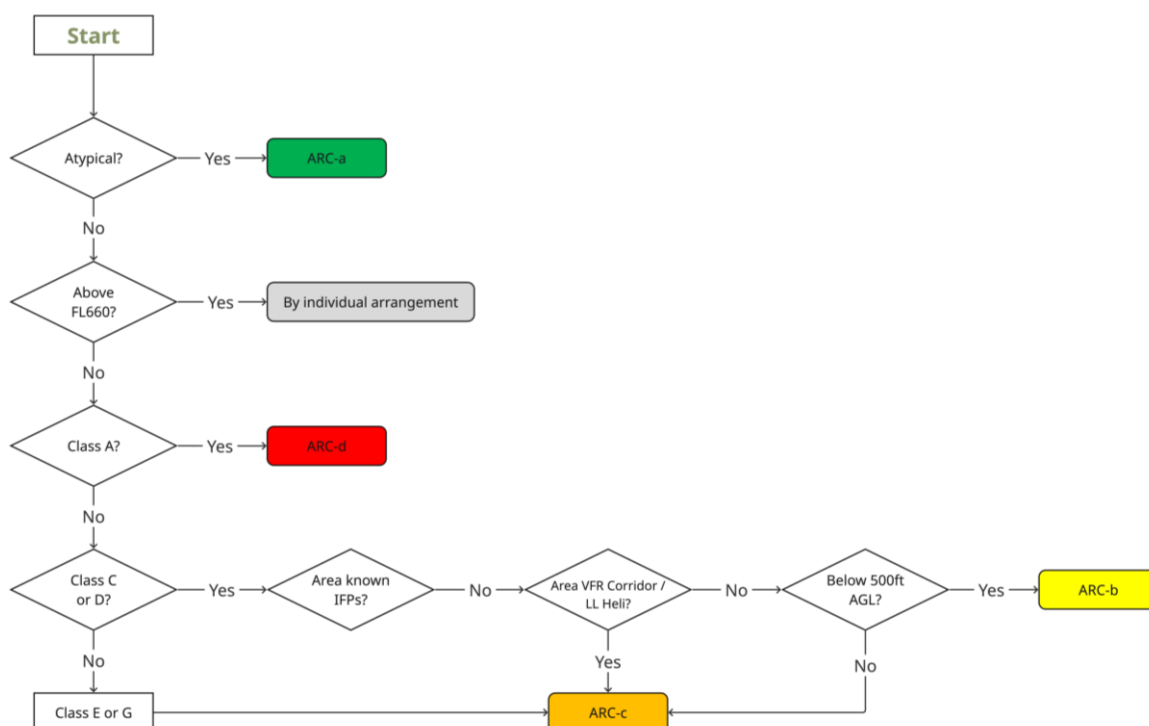 Start
Atypical?
Yes
ARC-a
No
Above
FL660?
Yes
By individual arrangement
No
Class A?
Yes
ARC-d
No
Class C
or D?
Yes
Area known
IFPs?
No
Area VFR Corridor /
LL Heli?
No
Below 500ft
AGL?
Yes
ARC-b
No
Yes
No
Class E or G
ARC-c